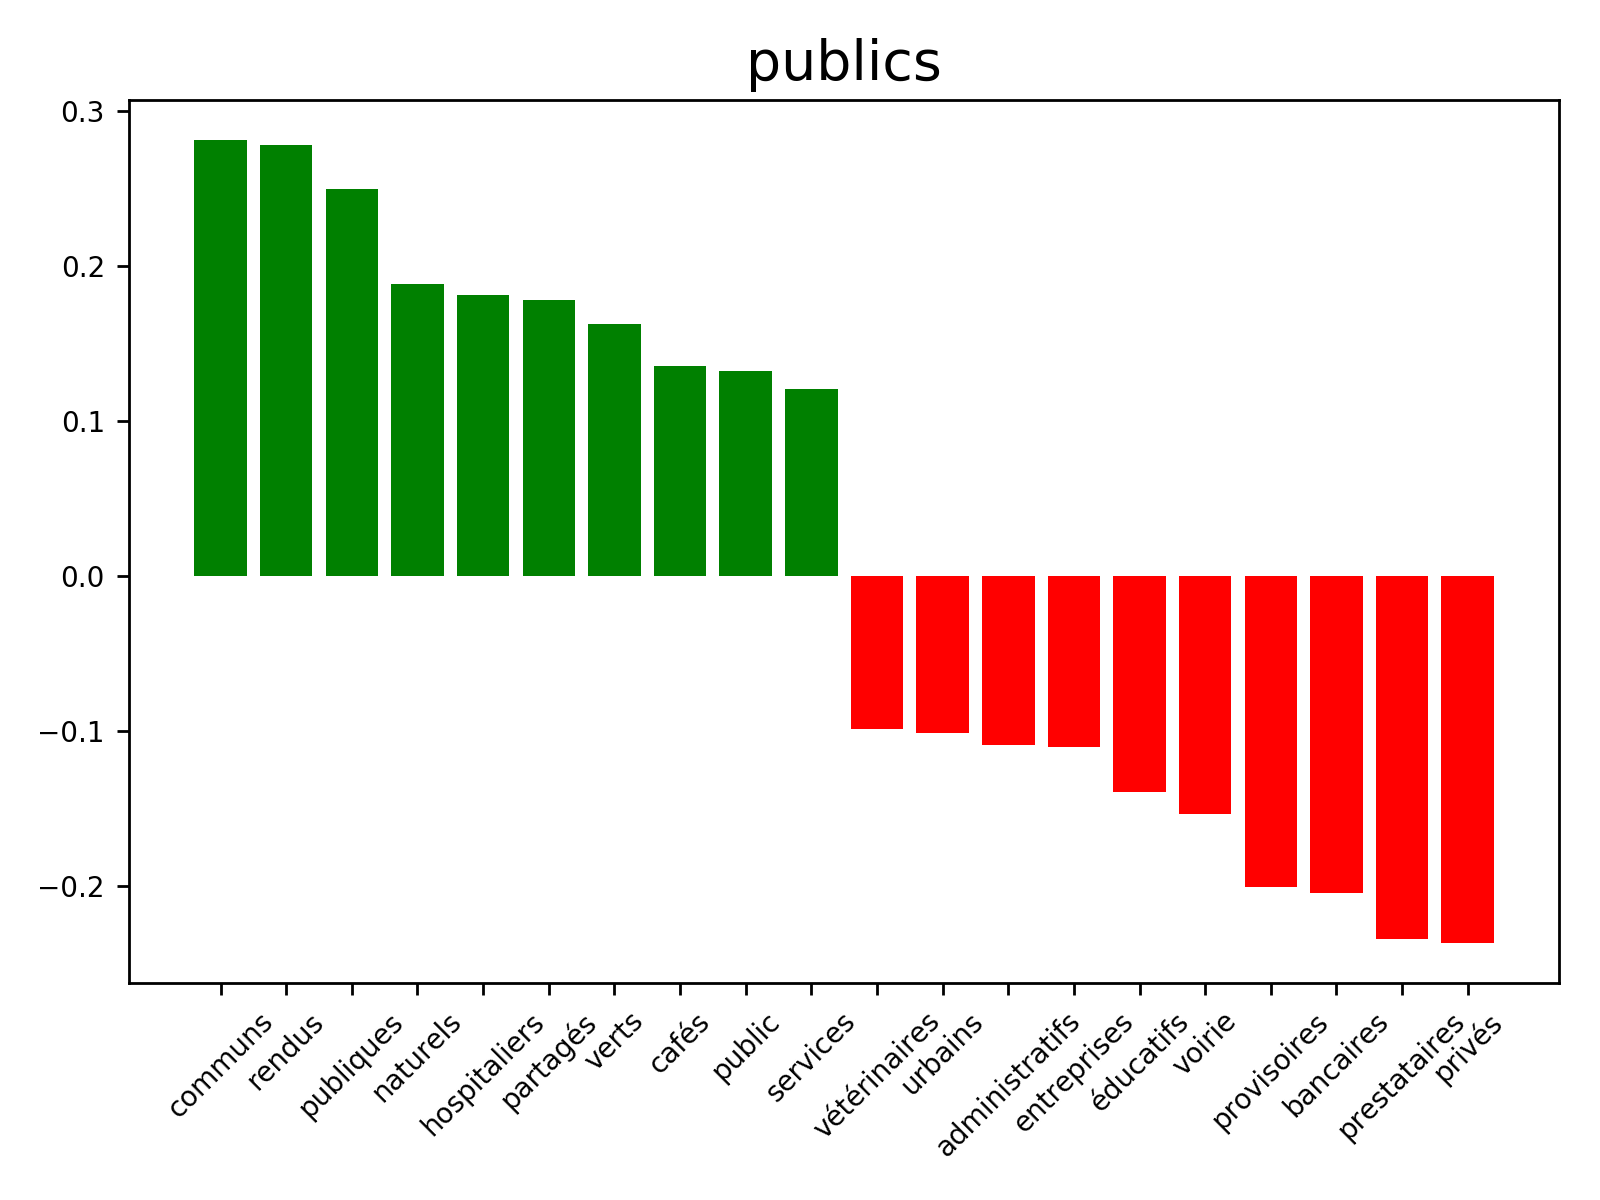 publics
0.3
0.2
0.1
0.0
−0.1
−0.2
communs
rendus
publiques
naturels
hospitaliers
partagés
verts
cafés
public
services
vétérinaires
urbains
administratifs
entreprises
éducatifs
voirie
provisoires
bancaires
prestataires
privés